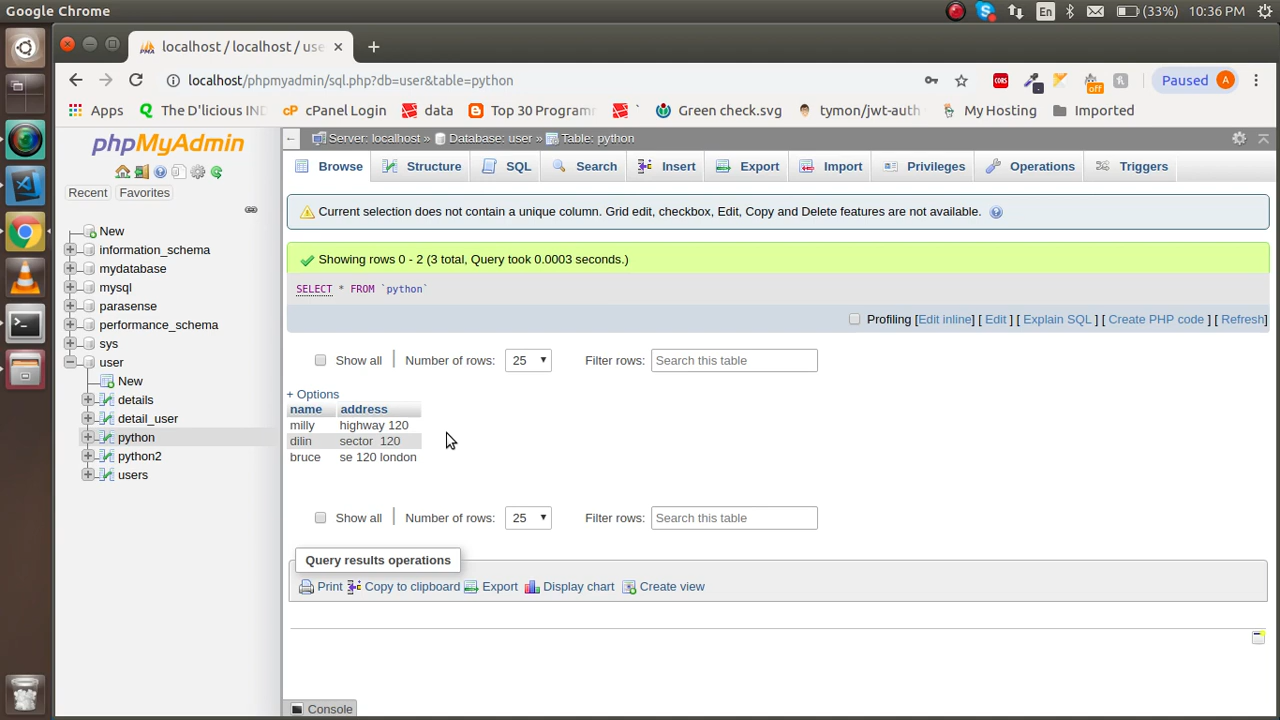 Google Chrome En (33%) 10:36 PM
PMA localhost / localhost / use × +
localhost/phpmyadmin/sql.php?db=user&table=python CORS off Paused A
Apps The D'licious IND cP cPanel Login data Top 30 Program ` Green check.svg tymon/jwt-auth My Hosting Imported
phpMyAdmin
Recent Favorites
New
information_schema
mydatabase
mysql
parasense
performance_schema
sys
user
New
details
detail_user
python
python2
users
Server: localhost » Database: user » Table: python
Browse Structure SQL Search Insert Export Import Privileges Operations Triggers
Current selection does not contain a unique column. Grid edit, checkbox, Edit, Copy and Delete features are not available.
Showing rows 0 - 2 (3 total, Query took 0.0003 seconds.)
SELECT * FROM `python`
Profiling [Edit inline] [ Edit ] [ Explain SQL ] [ Create PHP code ] [ Refresh]
Show all Number of rows: 25 Filter rows: Search this table
+ Options
name address
milly highway 120
dilin sector 120
bruce se 120 london
Show all Number of rows: 25 Filter rows: Search this table
Query results operations
Print Copy to clipboard Export Display chart Create view
Console